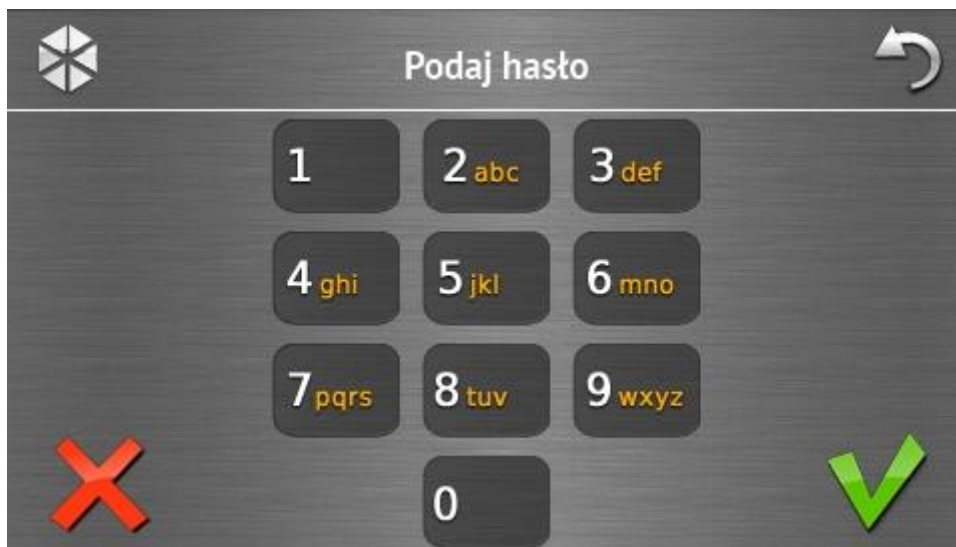 Podaj hasło
1 2 abc 3 def
4 ghi 5 jkl 6 mno
7 pqrs 8 tuv 9 wxyz
0